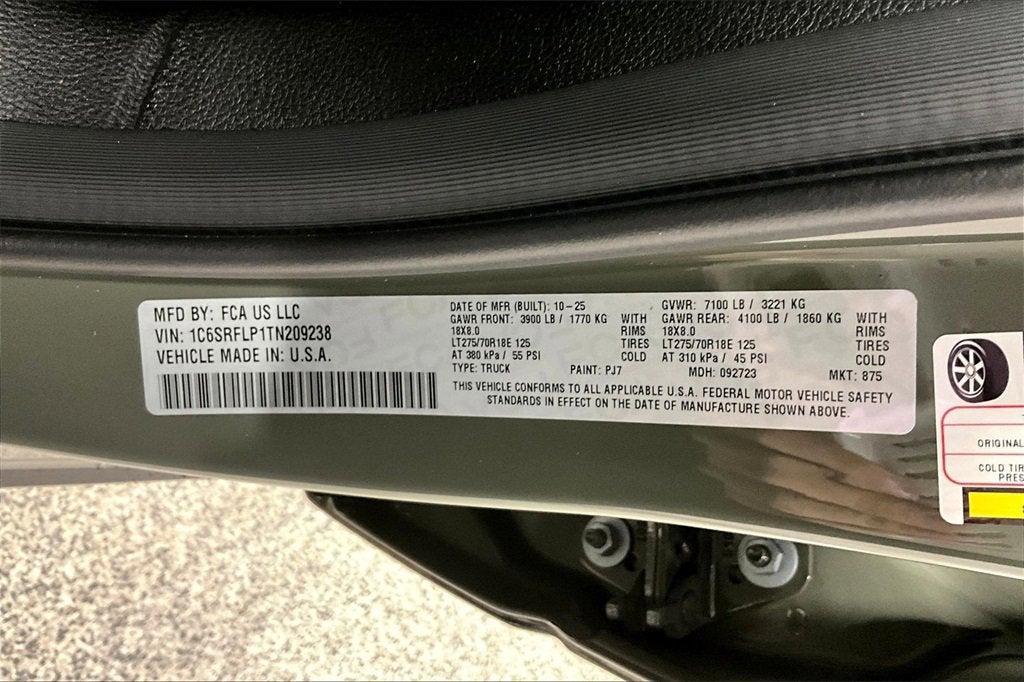 MFD BY: FCA US LLC
VIN: 1C6SRFLP1TN209238
VEHICLE MADE IN: U.S.A.
DATE OF MFR (BUILT): 10-25
GAWR FRONT: 3900 LB / 1770 KG WITH
18X8.0 RIMS
LT275/70R18E 125 TIRES
AT 380 kPa / 55 PSI COLD
TYPE: TRUCK PAINT: PJ7
GVWR: 7100 LB / 3221 KG
GAWR REAR: 4100 LB / 1860 KG WITH
18X8.0 RIMS
LT275/70R18E 125 TIRES
AT 310 kPa / 45 PSI COLD
MDH: 092723 MKT: 875
THIS VEHICLE CONFORMS TO ALL APPLICABLE U.S.A. FEDERAL MOTOR VEHICLE SAFETY
STANDARDS IN EFFECT ON THE DATE OF MANUFACTURE SHOWN ABOVE.
ORIGINAL
COLD TIR
PRES